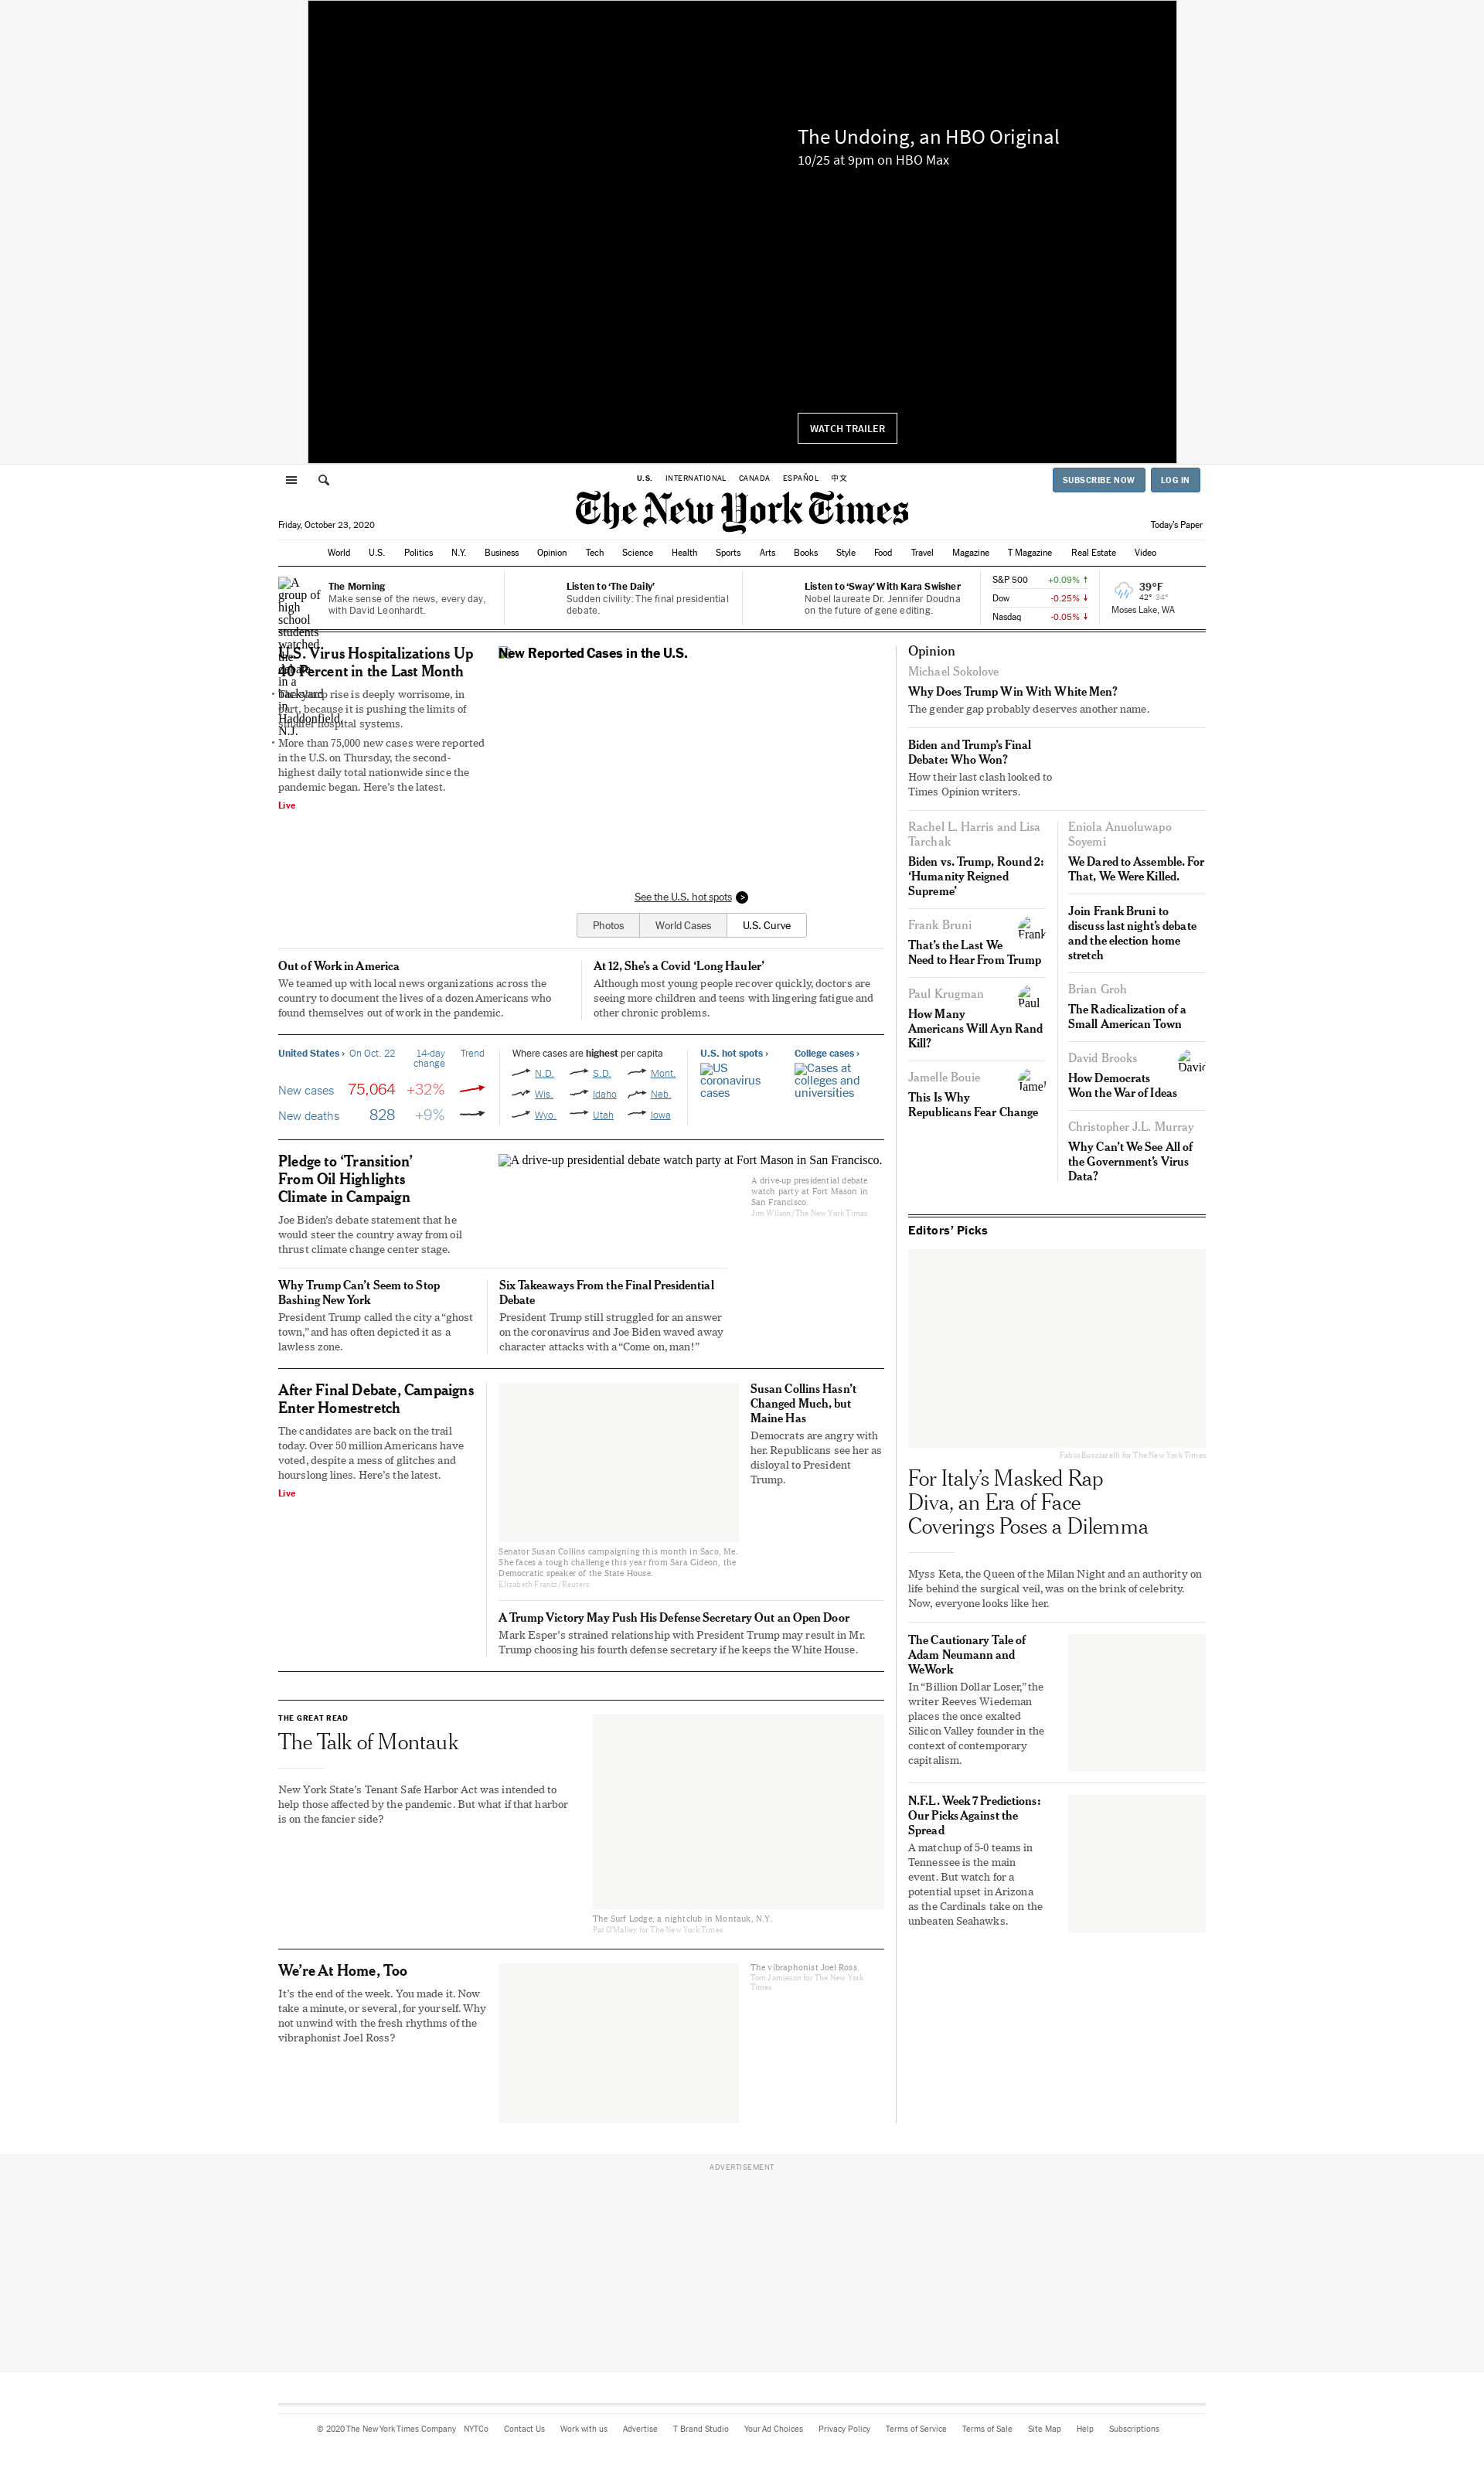 The Undoing, an HBO Original
10/25 at 9pm on HBO Max
WATCH TRAILER
U.S. INTERNATIONAL CANADA ESPAÑOL 中文
SUBSCRIBE NOW LOG IN
The New York Times
Friday, October 23, 2020
Today's Paper
World U.S. Politics N.Y. Business Opinion Tech Science Health Sports Arts Books Style Food Travel Magazine T Magazine Real Estate Video
A
group of
high
school
students
watched
the
debate
in a
backyard
in
Haddonfield,
N.J.
The Morning
Make sense of the news, every day,
with David Leonhardt.
Listen to ‘The Daily’
Sudden civility: The final presidential
debate.
Listen to ‘Sway’ With Kara Swisher
Nobel laureate Dr. Jennifer Doudna
on the future of gene editing.
S&P 500 +0.09% ↑
Dow -0.25% ↓
Nasdaq -0.05% ↓
39°F
42° 34°
Moses Lake, WA
U.S. Virus Hospitalizations Up
40 Percent in the Last Month
• The sharp rise is deeply worrisome, in
part, because it is pushing the limits of
smaller hospital systems.
• More than 75,000 new cases were reported
in the U.S. on Thursday, the second-
highest daily total nationwide since the
pandemic began. Here’s the latest.
Live
New Reported Cases in the U.S.
See the U.S. hot spots >
Photos World Cases U.S. Curve
Out of Work in America
We teamed up with local news organizations across the
country to document the lives of a dozen Americans who
found themselves out of work in the pandemic.
At 12, She’s a Covid ‘Long Hauler’
Although most young people recover quickly, doctors are
seeing more children and teens with lingering fatigue and
other chronic problems.
United States › On Oct. 22 14-day Trend
change
New cases 75,064 +32%
New deaths 828 +9%
Where cases are highest per capita
N.D. S.D. Mont.
Wis. Idaho Neb.
Wyo. Utah Iowa
U.S. hot spots ›
US
coronavirus
cases
College cases ›
Cases at
colleges and
universities
Pledge to ‘Transition’
From Oil Highlights
Climate in Campaign
Joe Biden’s debate statement that he
would steer the country away from oil
thrust climate change center stage.
A drive-up presidential debate watch party at Fort Mason in San Francisco.
A drive-up presidential debate
watch party at Fort Mason in
San Francisco.
Jim Wilson/The New York Times
Why Trump Can’t Seem to Stop
Bashing New York
President Trump called the city a “ghost
town,” and has often depicted it as a
lawless zone.
Six Takeaways From the Final Presidential
Debate
President Trump still struggled for an answer
on the coronavirus and Joe Biden waved away
character attacks with a “Come on, man!”
After Final Debate, Campaigns
Enter Homestretch
The candidates are back on the trail
today. Over 50 million Americans have
voted, despite a mess of glitches and
hourslong lines. Here’s the latest.
Live
Senator Susan Collins campaigning this month in Saco, Me.
She faces a tough challenge this year from Sara Gideon, the
Democratic speaker of the State House.
Elizabeth Frantz/Reuters
Susan Collins Hasn’t
Changed Much, but
Maine Has
Democrats are angry with
her. Republicans see her as
disloyal to President
Trump.
A Trump Victory May Push His Defense Secretary Out an Open Door
Mark Esper’s strained relationship with President Trump may result in Mr.
Trump choosing his fourth defense secretary if he keeps the White House.
THE GREAT READ
The Talk of Montauk
New York State’s Tenant Safe Harbor Act was intended to
help those affected by the pandemic. But what if that harbor
is on the fancier side?
The Surf Lodge, a nightclub in Montauk, N.Y.
Pat O'Malley for The New York Times
We’re At Home, Too
It’s the end of the week. You made it. Now
take a minute, or several, for yourself. Why
not unwind with the fresh rhythms of the
vibraphonist Joel Ross?
The vibraphonist Joel Ross.
Tom Jamieson for The New York
Times
Opinion
Michael Sokolove
Why Does Trump Win With White Men?
The gender gap probably deserves another name.
Biden and Trump’s Final
Debate: Who Won?
How their last clash looked to
Times Opinion writers.
Rachel L. Harris and Lisa
Tarchak
Biden vs. Trump, Round 2:
‘Humanity Reigned
Supreme’
Frank Bruni
Frank
That’s the Last We
Need to Hear From Trump
Paul Krugman
Paul
How Many
Americans Will Ayn Rand
Kill?
Jamelle Bouie
Jamel
This Is Why
Republicans Fear Change
Eniola Anuoluwapo
Soyemi
We Dared to Assemble. For
That, We Were Killed.
Join Frank Bruni to
discuss last night’s debate
and the election home
stretch
Brian Groh
The Radicalization of a
Small American Town
David Brooks
David
How Democrats
Won the War of Ideas
Christopher J.L. Murray
Why Can’t We See All of
the Government’s Virus
Data?
Editors’ Picks
Fabio Bucciarelli for The New York Times
For Italy’s Masked Rap
Diva, an Era of Face
Coverings Poses a Dilemma
Myss Keta, the Queen of the Milan Night and an authority on
life behind the surgical veil, was on the brink of celebrity.
Now, everyone looks like her.
The Cautionary Tale of
Adam Neumann and
WeWork
In “Billion Dollar Loser,” the
writer Reeves Wiedeman
places the once exalted
Silicon Valley founder in the
context of contemporary
capitalism.
N.F.L. Week 7 Predictions:
Our Picks Against the
Spread
A matchup of 5-0 teams in
Tennessee is the main
event. But watch for a
potential upset in Arizona
as the Cardinals take on the
unbeaten Seahawks.
ADVERTISEMENT
© 2020 The New York Times Company NYTCo Contact Us Work with us Advertise T Brand Studio Your Ad Choices Privacy Policy Terms of Service Terms of Sale Site Map Help Subscriptions